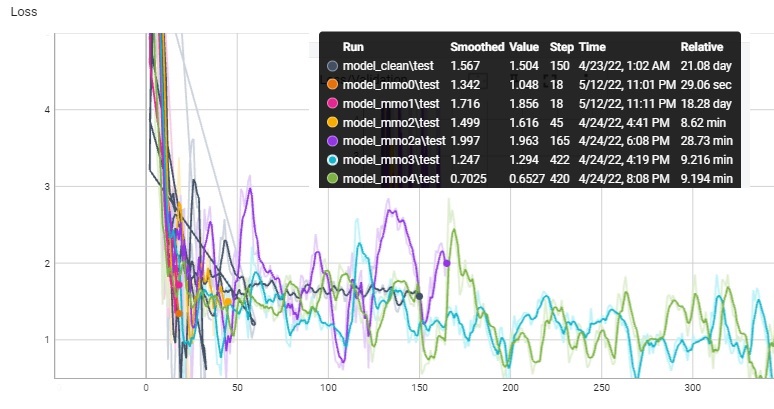 Loss
Run Smoothed Value Step Time Relative
model_clean\test 1.567 1.504 150 4/23/22, 1:02 AM 21.08 day
model_mmo0\test 1.342 1.048 18 5/12/22, 11:01 PM 29.06 sec
model_mmo1\test 1.716 1.856 18 5/12/22, 11:11 PM 18.28 day
model_mmo2\test 1.499 1.616 45 4/24/22, 4:41 PM 8.62 min
model_mmo2a\test 1.997 1.963 165 4/24/22, 6:08 PM 28.73 min
model_mmo3\test 1.247 1.294 422 4/24/22, 4:19 PM 9.216 min
model_mmo4\test 0.7025 0.6527 420 4/24/22, 8:08 PM 9.194 min
4
3
2
1
0 50 100 150 200 250 300